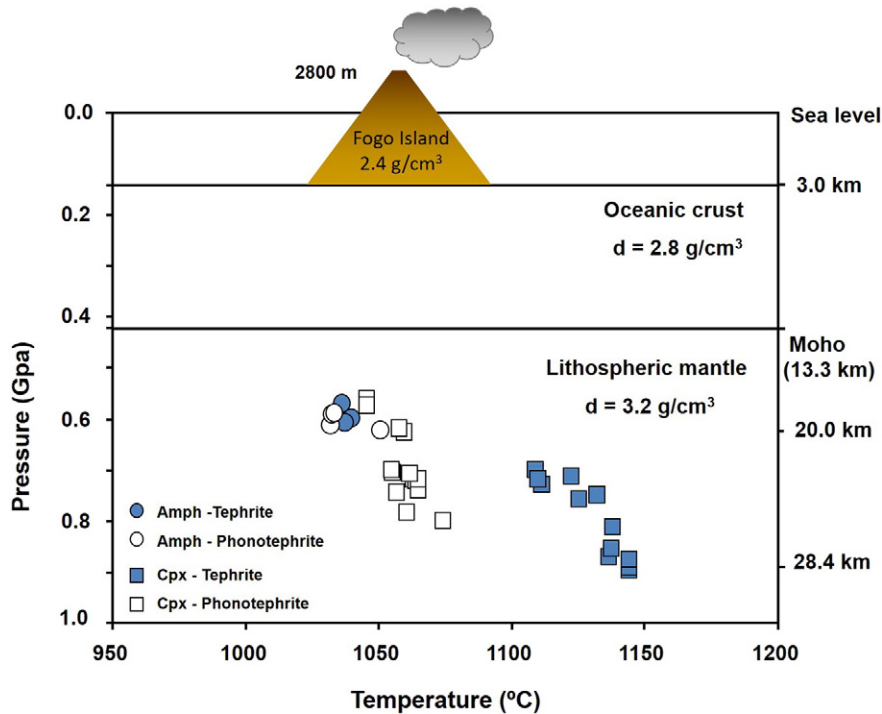 2800 m
0.0
Sea level
Fogo Island
2.4 g/cm³
3.0 km
0.2
Oceanic crust
d = 2.8 g/cm³
0.4
Moho
(13.3 km)
Lithospheric mantle
d = 3.2 g/cm³
0.6
20.0 km
Pressure (Gpa)
0.8
Amph -Tephrite
Amph - Phonotephrite
Cpx - Tephrite
Cpx - Phonotephrite
28.4 km
1.0
950
1000
1050
1100
1150
1200
Temperature (ºC)